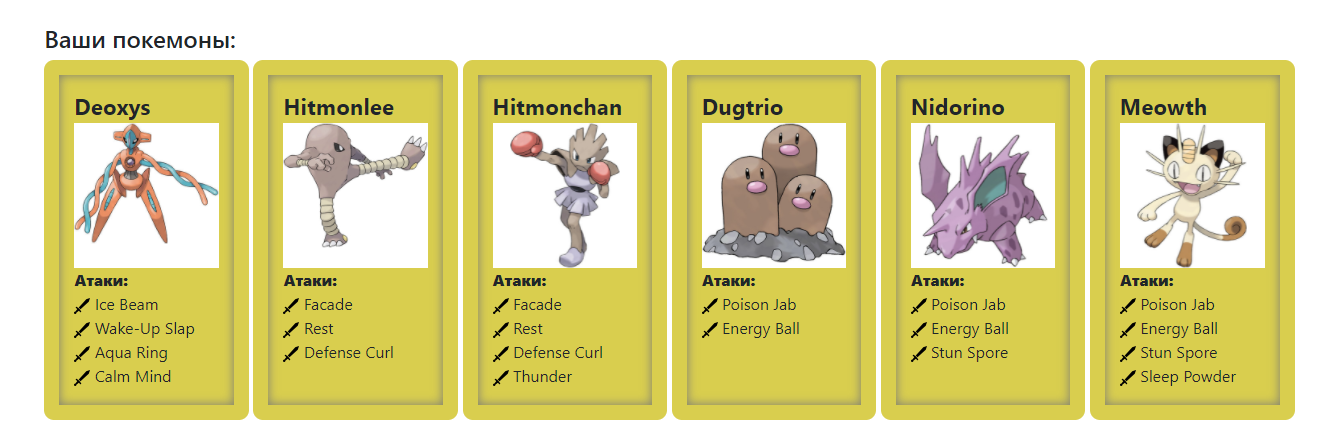 Ваши покемоны:
Deoxys
Атаки:
Ice Beam
Wake-Up Slap
Aqua Ring
Calm Mind
Hitmonlee
Атаки:
Facade
Rest
Defense Curl
Hitmonchan
Атаки:
Facade
Rest
Defense Curl
Thunder
Dugtrio
Атаки:
Poison Jab
Energy Ball
Nidorino
Атаки:
Poison Jab
Energy Ball
Stun Spore
Meowth
Атаки:
Poison Jab
Energy Ball
Stun Spore
Sleep Powder